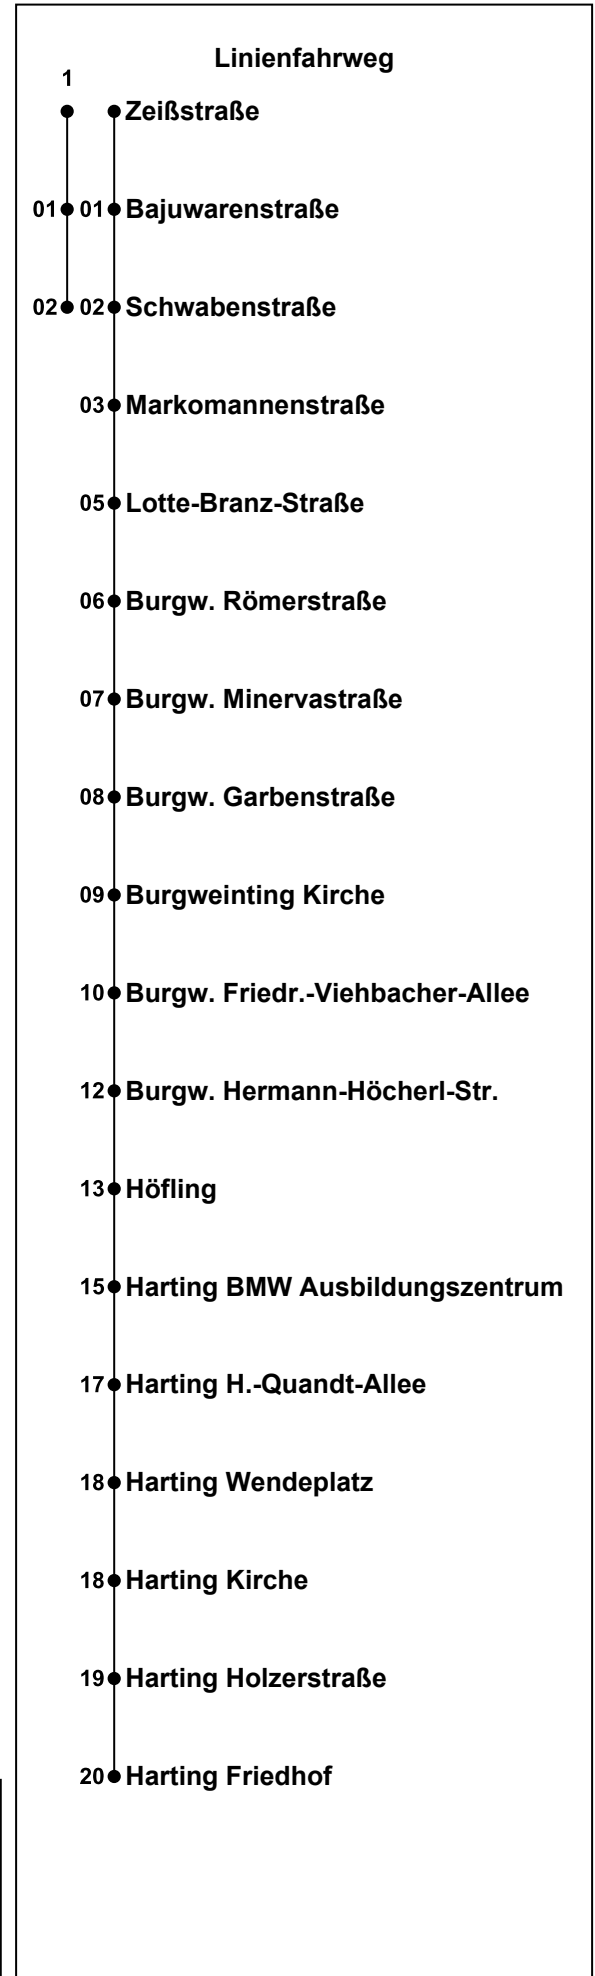 Linienfahrweg
1
Zeißstraße
01 01 Bajuwarenstraße
02 02 Schwabenstraße
03 Markomannenstraße
05 Lotte-Branz-Straße
06 Burgw. Römerstraße
07 Burgw. Minervastraße
08 Burgw. Garbenstraße
09 Burgweinting Kirche
10 Burgw. Friedr.-Viehbacher-Allee
12 Burgw. Hermann-Höcherl-Str.
13 Höfling
15 Harting BMW Ausbildungszentrum
17 Harting H.-Quandt-Allee
18 Harting Wendeplatz
18 Harting Kirche
19 Harting Holzerstraße
20 Harting Friedhof